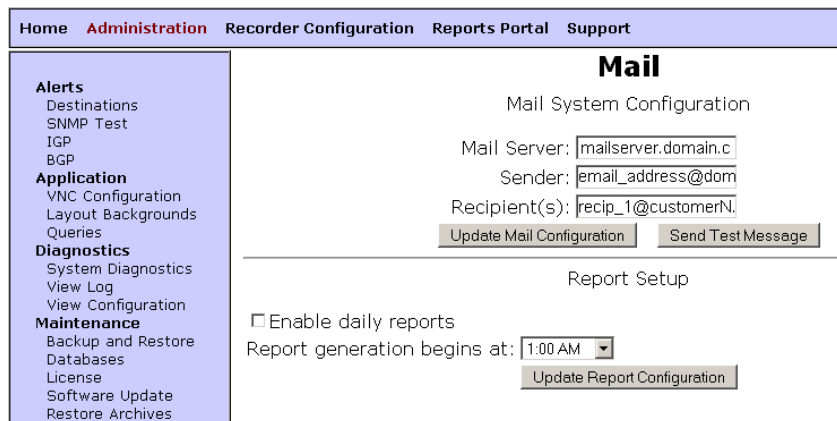 Home Administration Recorder Configuration Reports Portal Support
Alerts
Destinations
SNMP Test
IGP
BGP
Application
VNC Configuration
Layout Backgrounds
Queries
Diagnostics
System Diagnostics
View Log
View Configuration
Maintenance
Backup and Restore
Databases
License
Software Update
Restore Archives
Mail
Mail System Configuration
Mail Server: mailserver.domain.c
Sender: email_address@dom
Recipient(s): recip_1@customerN.
Update Mail Configuration Send Test Message
Report Setup
Enable daily reports
Report generation begins at: 1:00 AM
Update Report Configuration